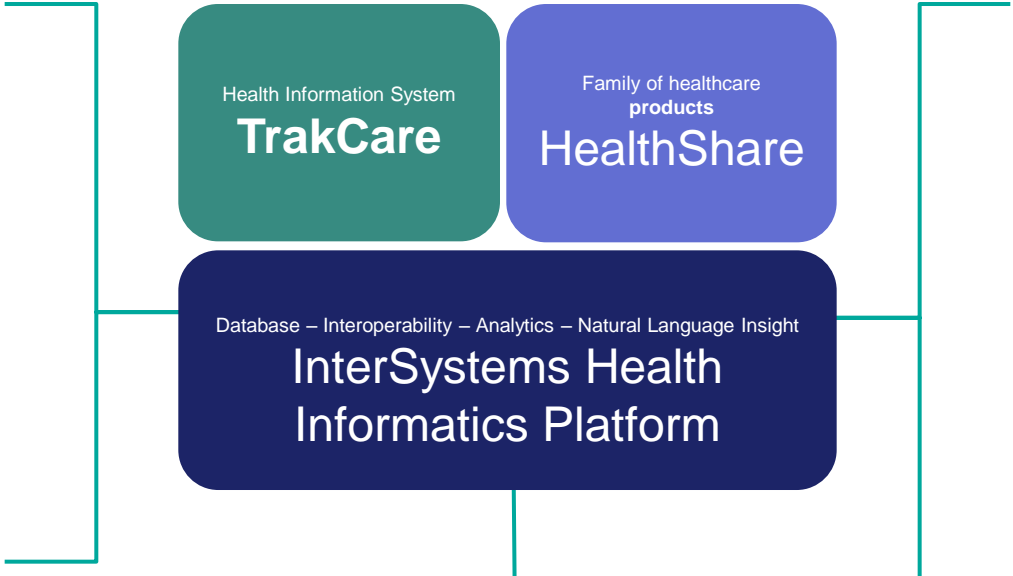 Health Information System
TrakCare
Family of healthcare
products
HealthShare
Database – Interoperability – Analytics – Natural Language Insight
InterSystems Health
Informatics Platform